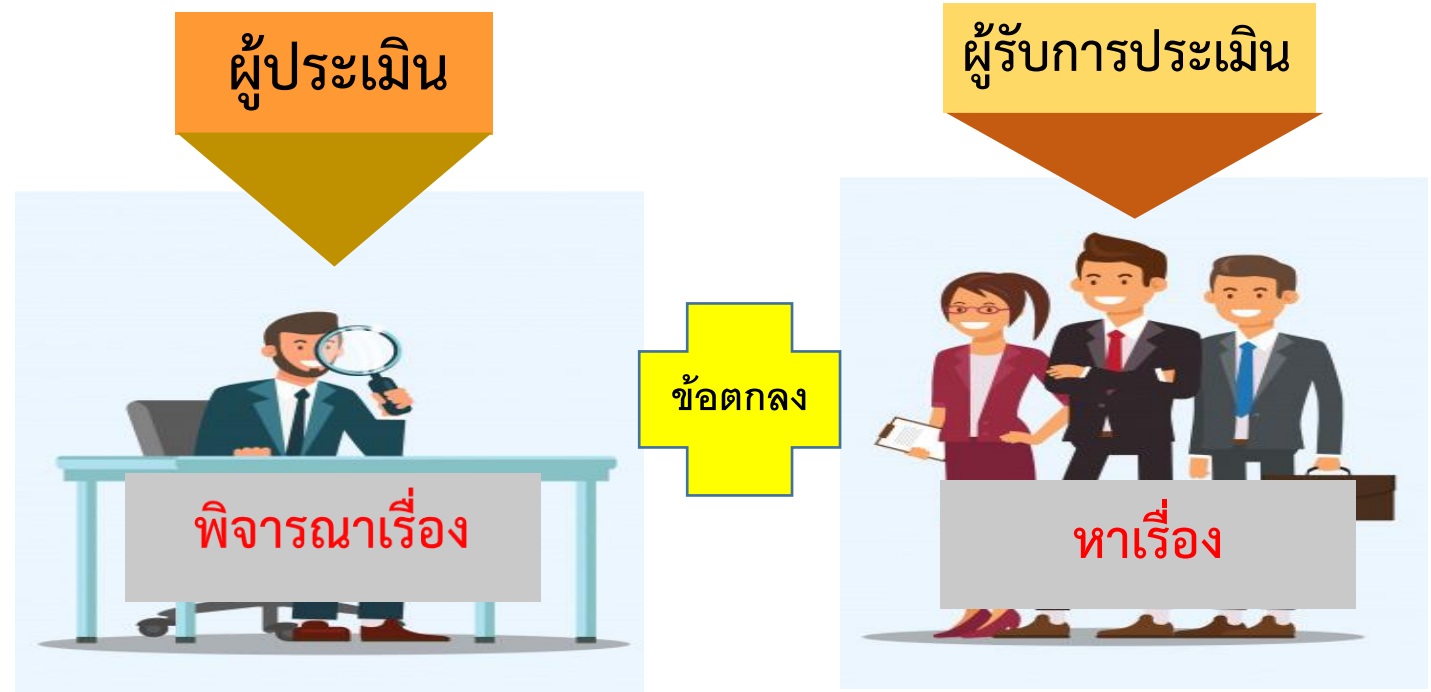 ผู้ประเมิน
ผู้รับการประเมิน
ข้อตกลง
พิจารณาเรื่อง
หาเรื่อง